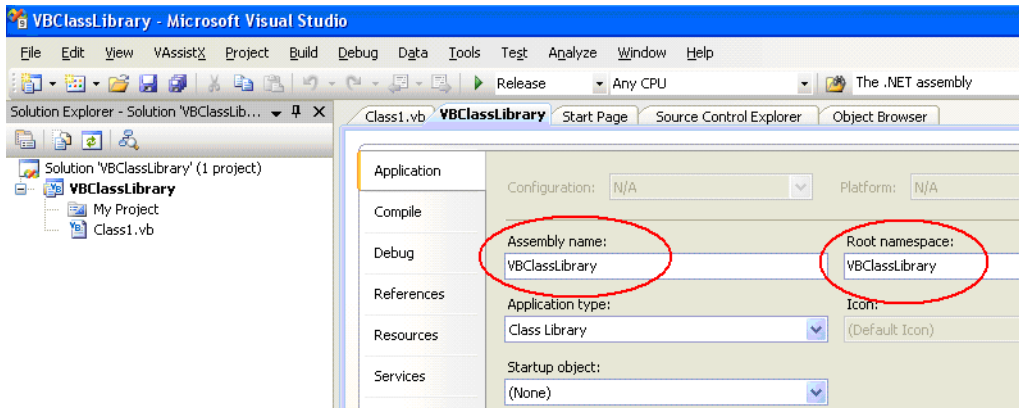 VBClassLibrary - Microsoft Visual Studio
File Edit View VAssistX Project Build Debug Data Tools Test Analyze Window Help
Release Any CPU The .NET assembly
Solution Explorer - Solution 'VBClassLib...
Class1.vb VBClassLibrary Start Page Source Control Explorer Object Browser
Solution 'VBClassLibrary' (1 project)
VBClassLibrary
My Project
Class1.vb
Application
Compile
Debug
References
Resources
Services
Configuration: N/A Platform: N/A
Assembly name: Root namespace:
VBClassLibrary VBClassLibrary
Application type: Icon:
Class Library (Default Icon)
Startup object:
(None)